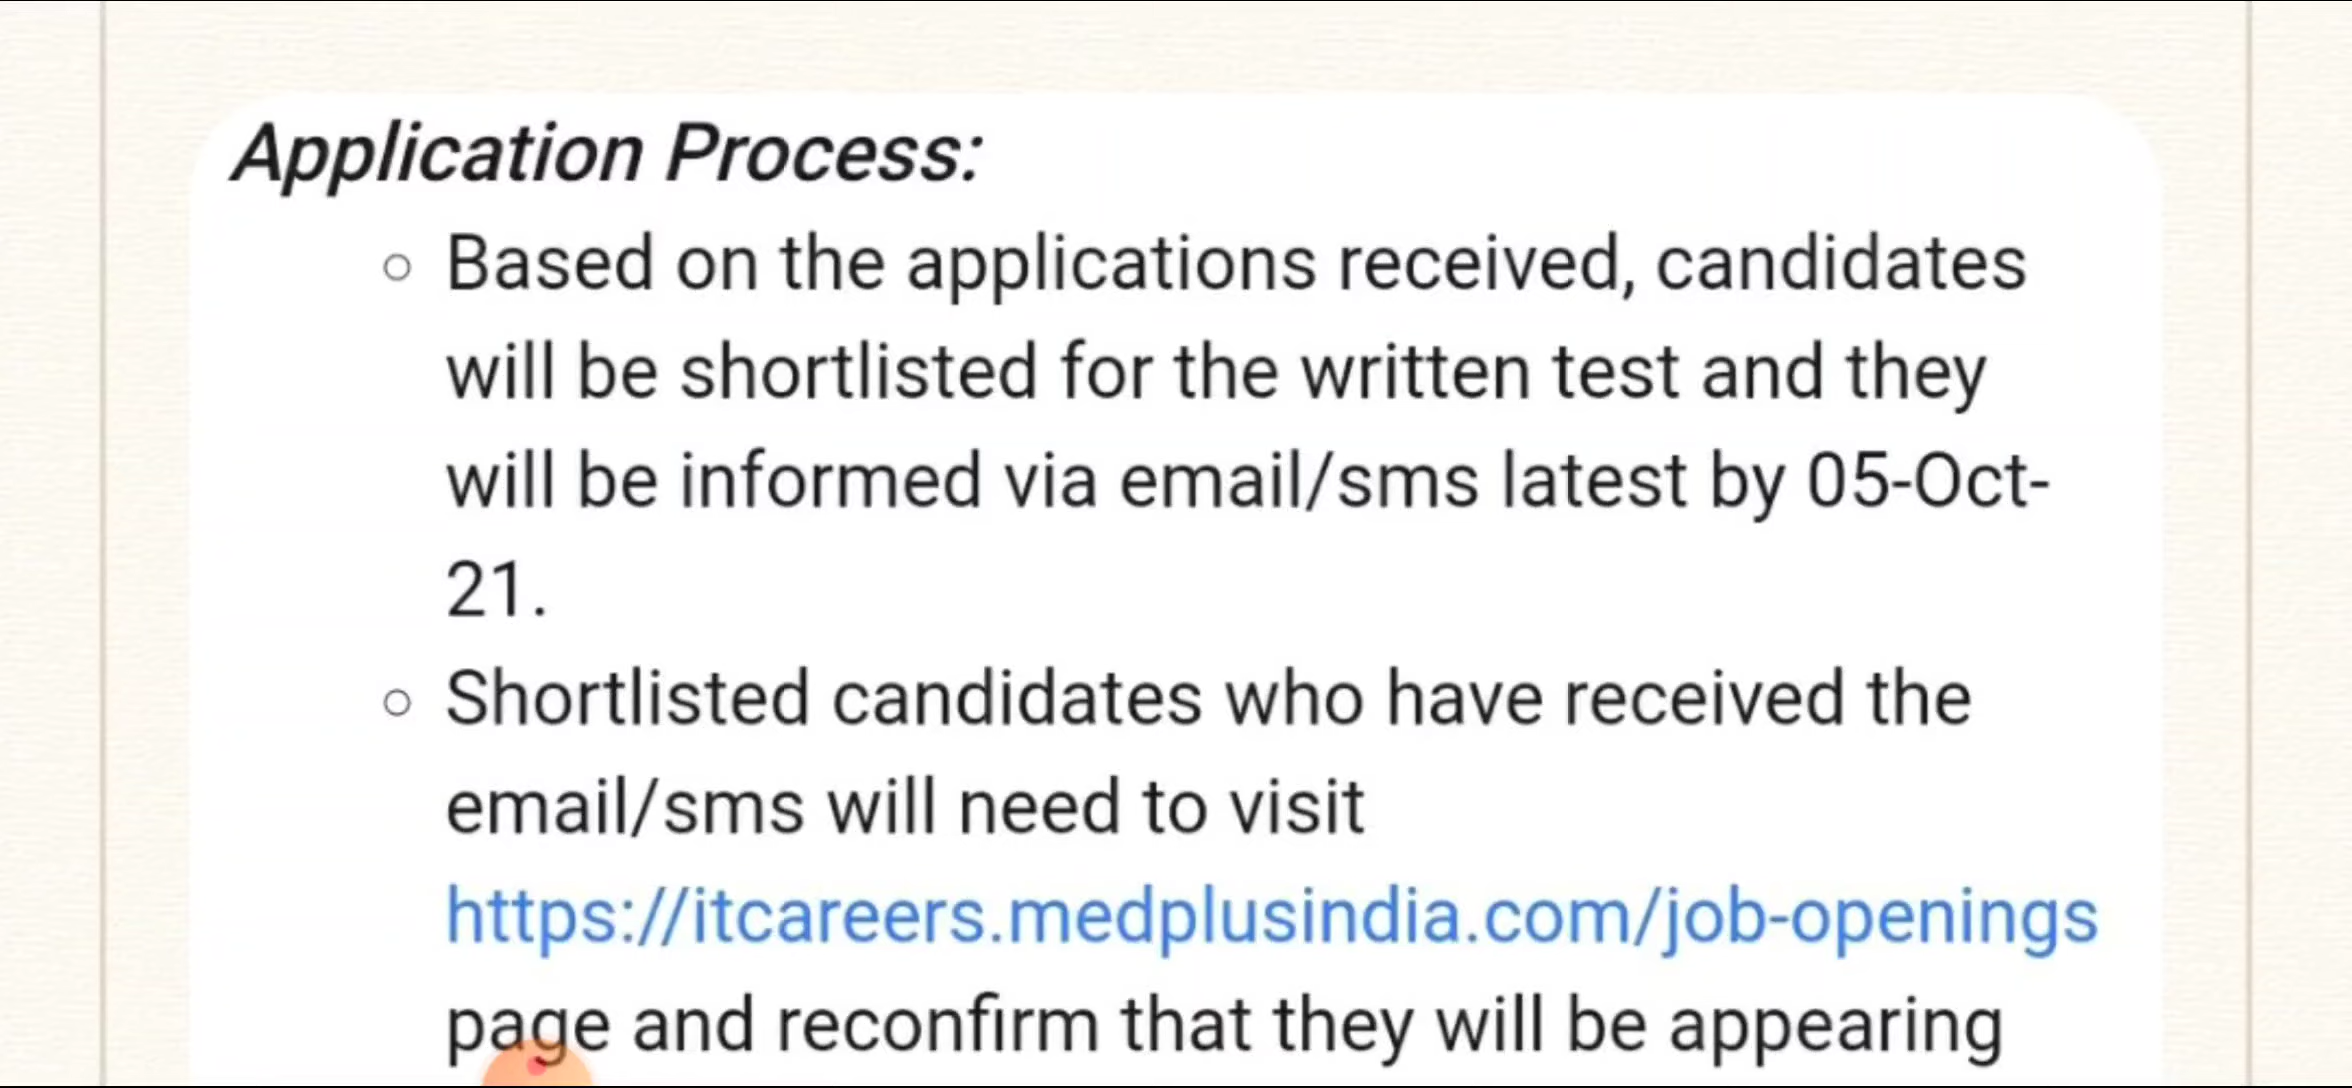 Application Process:
Based on the applications received, candidates
will be shortlisted for the written test and they
will be informed via email/sms latest by 05-Oct-
21.
Shortlisted candidates who have received the
email/sms will need to visit
https://itcareers.medplusindia.com/job-openings
page and reconfirm that they will be appearing